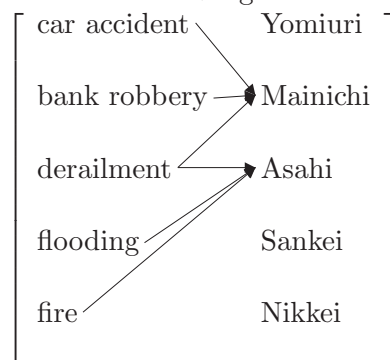 car accident Yomiuri
bank robbery Mainichi
derailment Asahi
flooding Sankei
fire Nikkei